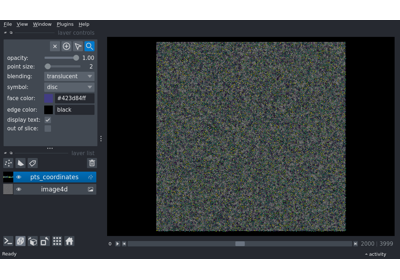 File View Window Plugins Help
layer controls
opacity: 1.00
point size: 2
blending: translucent
symbol: disc
face color: #423d84ff
edge color: black
display text:
out of slice:
layer list
pts_coordinates
image4d
0 2000 3999
Ready activity